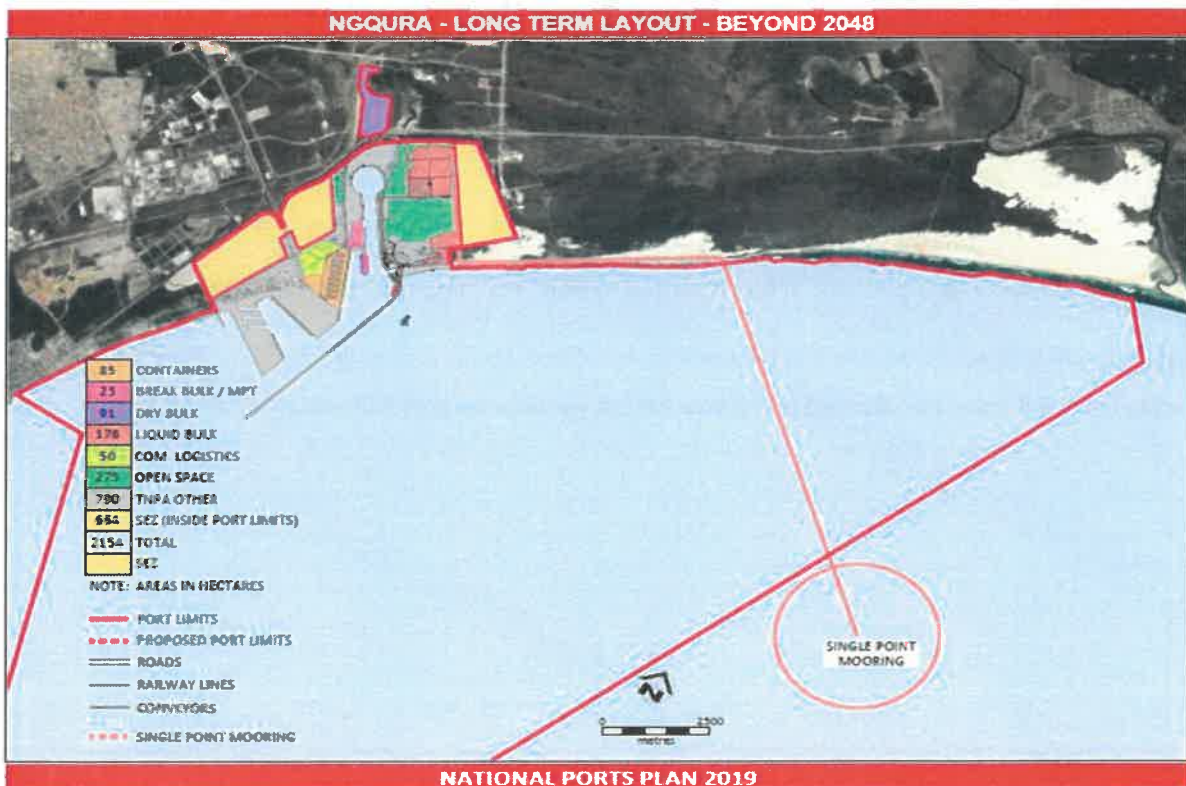 NGQURA - LONG TERM LAYOUT - BEYOND 2048
85 CONTAINERS
23 BREAK BULK / MPT
91 DRY BULK
176 LIQUID BULK
50 COM LOGISTICS
275 OPEN SPACE
790 TNPA OTHER
664 SEZ (INSIDE PORT LIMITS)
2154 TOTAL
SEZ
NOTE: AREAS IN HECTARES
PORT LIMITS
PROPOSED PORT LIMITS
ROADS
RAILWAY LINES
CONVEYORS
SINGLE POINT MOORING
SINGLE POINT
MOORING
N
0 2500
metres
NATIONAL PORTS PLAN 2019